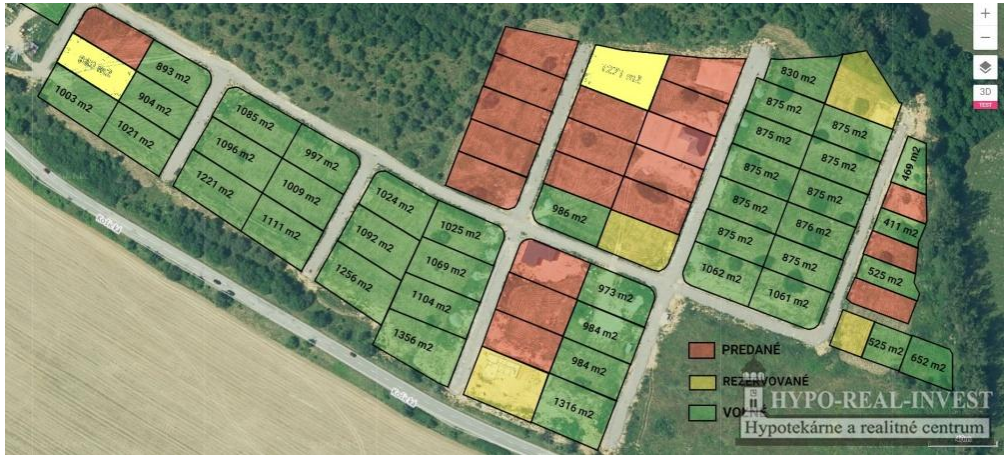 893 m2
904 m2
1003 m2
1021 m2
1085 m2
997 m2
1096 m2
1009 m2
1221 m2
1111 m2
1024 m2
1025 m2
1092 m2
1069 m2
1256 m2
1104 m2
1356 m2
986 m2
973 m2
984 m2
984 m2
1316 m2
830 m2
875 m2
875 m2
875 m2
875 m2
875 m2
875 m2
875 m2
876 m2
875 m2
875 m2
1062 m2
1061 m2
469 m2
411 m2
525 m2
525 m2
652 m2
+
−
3D
TEST
PREDANÉ
REZERVOVANÉ
HYPO-REAL-INVEST
Hypotekárne a realitné centrum